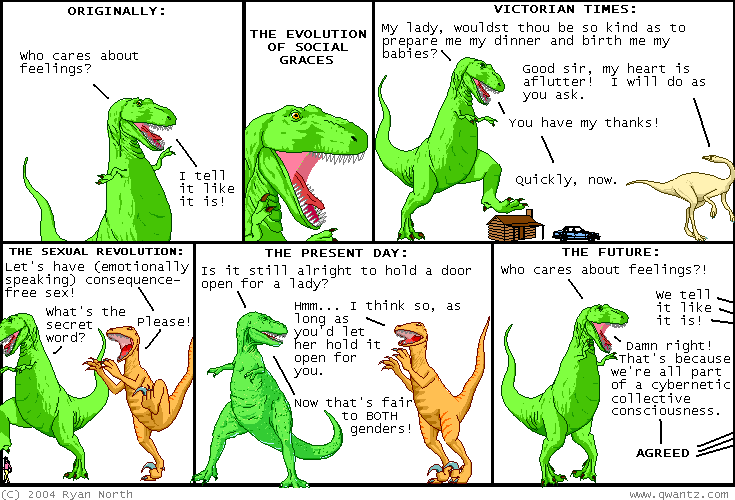 ORIGINALLY:
Who cares about
feelings?
I tell
it like
it is!
THE EVOLUTION
OF SOCIAL
GRACES
VICTORIAN TIMES:
My lady, wouldst thou be so kind as to
prepare me my dinner and birth me my
babies?
Good sir, my heart is
aflutter! I will do as
you ask.
You have my thanks!
Quickly, now.
THE SEXUAL REVOLUTION:
Let's have (emotionally
speaking) consequence-
free sex!
What's the
secret
word?
Please!
THE PRESENT DAY:
Is it still alright to hold a door
open for a lady?
Hmm... I think so, as
long as
you'd let
her hold it
open for
you.
Now that's fair
to BOTH
genders!
THE FUTURE:
Who cares about feelings?!
We tell
it like
it is!
Damn right!
That's because
we're all part
of a cybernetic
collective
consciousness.
AGREED
(C) 2004 Ryan North
www.qwantz.com